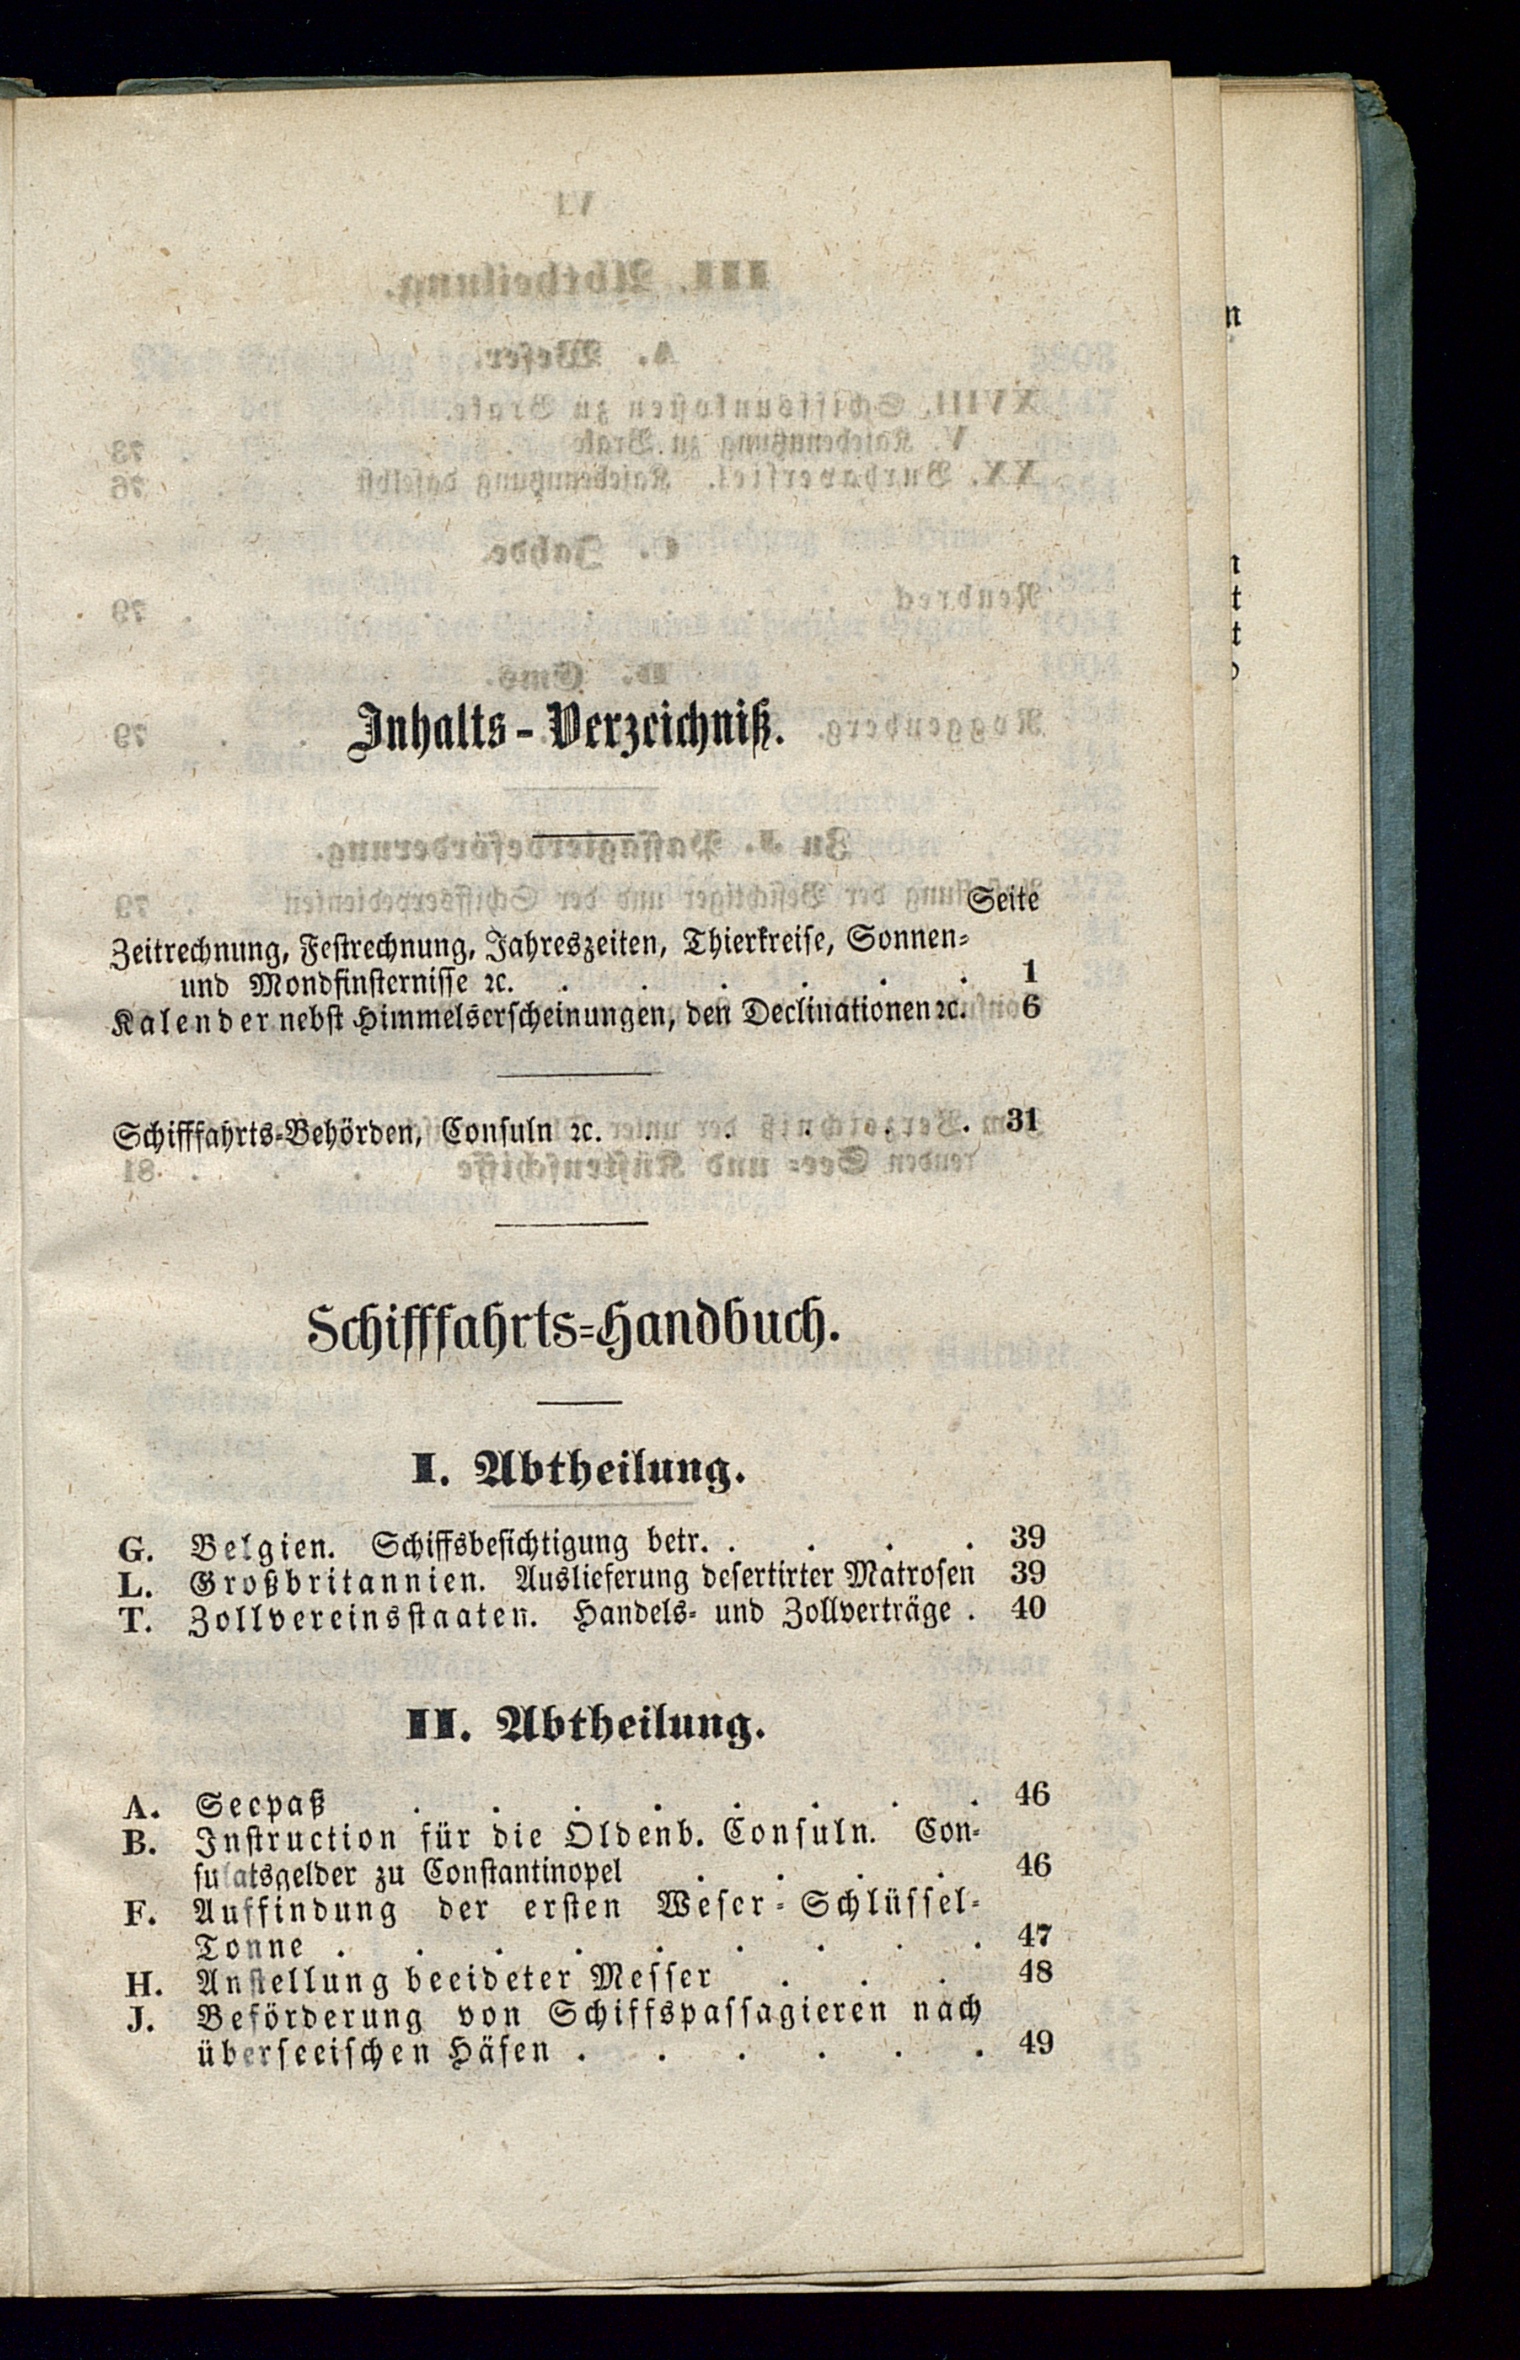 Inhalts-Verzeichniß.
Seite
Zeitrechnung, Festrechnung, Jahreszeiten, Thierkreise, Sonnen-
und Mondfinsternisse ꝛc. . . . . . . 1
Kalender nebst Himmelserscheinungen, den Declinationen ꝛc. 6
Schifffahrts-Behörden, Consuln ꝛc. . . . . . 31
Schifffahrts-Handbuch.
I. Abtheilung.
G. Belgien. Schiffsbesichtigung betr. . . . . 39
L. Großbritannien. Auslieferung desertirter Matrosen 39
T. Zollvereinsstaaten. Handels- und Zollverträge . 40
II. Abtheilung.
A. Seepaß . . . . . . . . 46
B. Instruction für die Oldenb. Consuln. Con-
sulatsgelder zu Constantinopel . . . . 46
F. Auffindung der ersten Weser-Schlüssel-
Tonne . . . . . . . . . 47
H. Anstellung beeideter Messer . . . 48
J. Beförderung von Schiffspassagieren nach
überseeischen Häfen . . . . . . 49